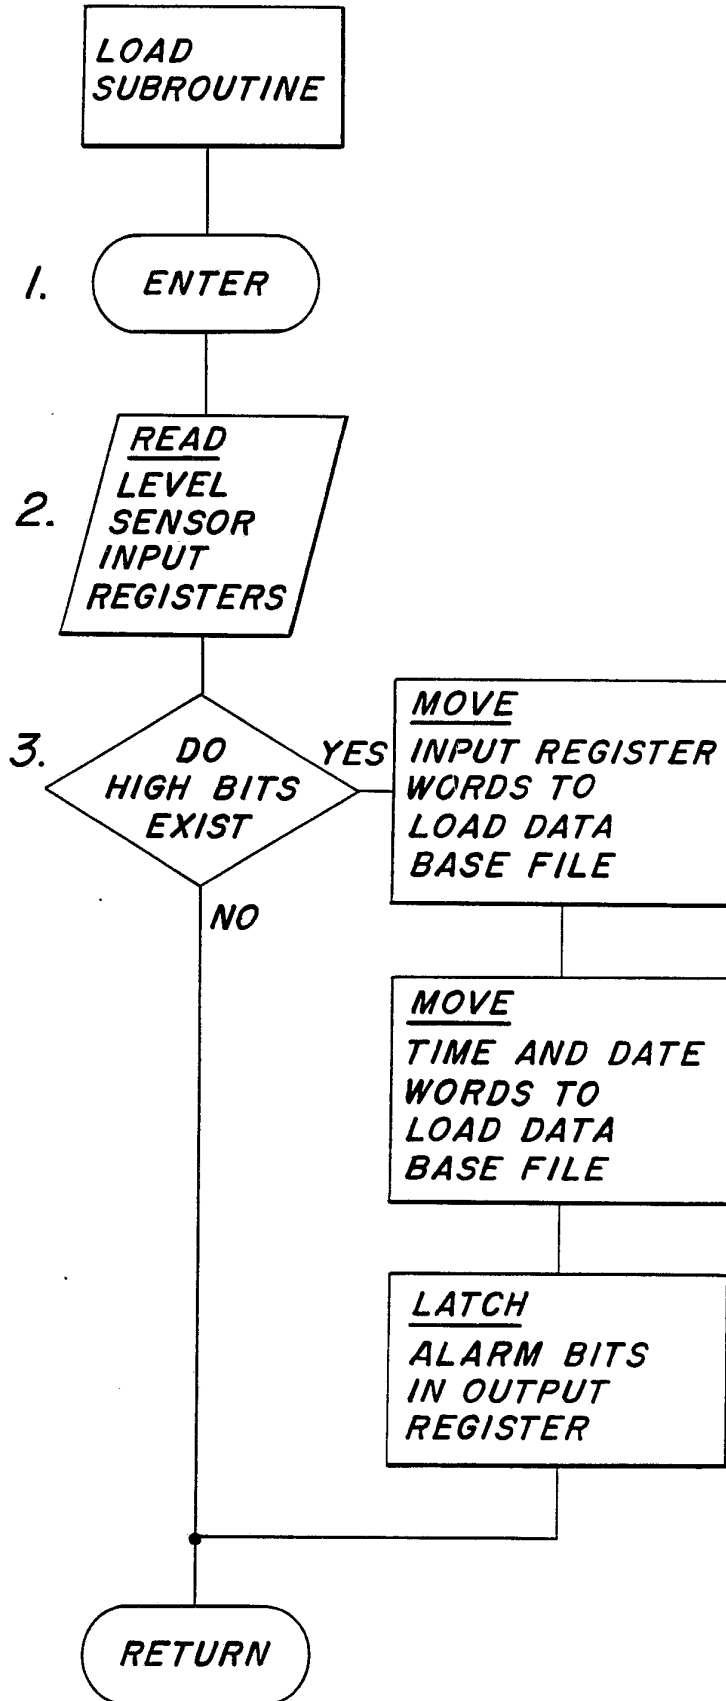 LOAD
SUBROUTINE
1.
ENTER
2.
READ
LEVEL
SENSOR
INPUT
REGISTERS
3.
DO
HIGH BITS
EXIST
YES
NO
MOVE
INPUT REGISTER
WORDS TO
LOAD DATA
BASE FILE
MOVE
TIME AND DATE
WORDS TO
LOAD DATA
BASE FILE
LATCH
ALARM BITS
IN OUTPUT
REGISTER
RETURN